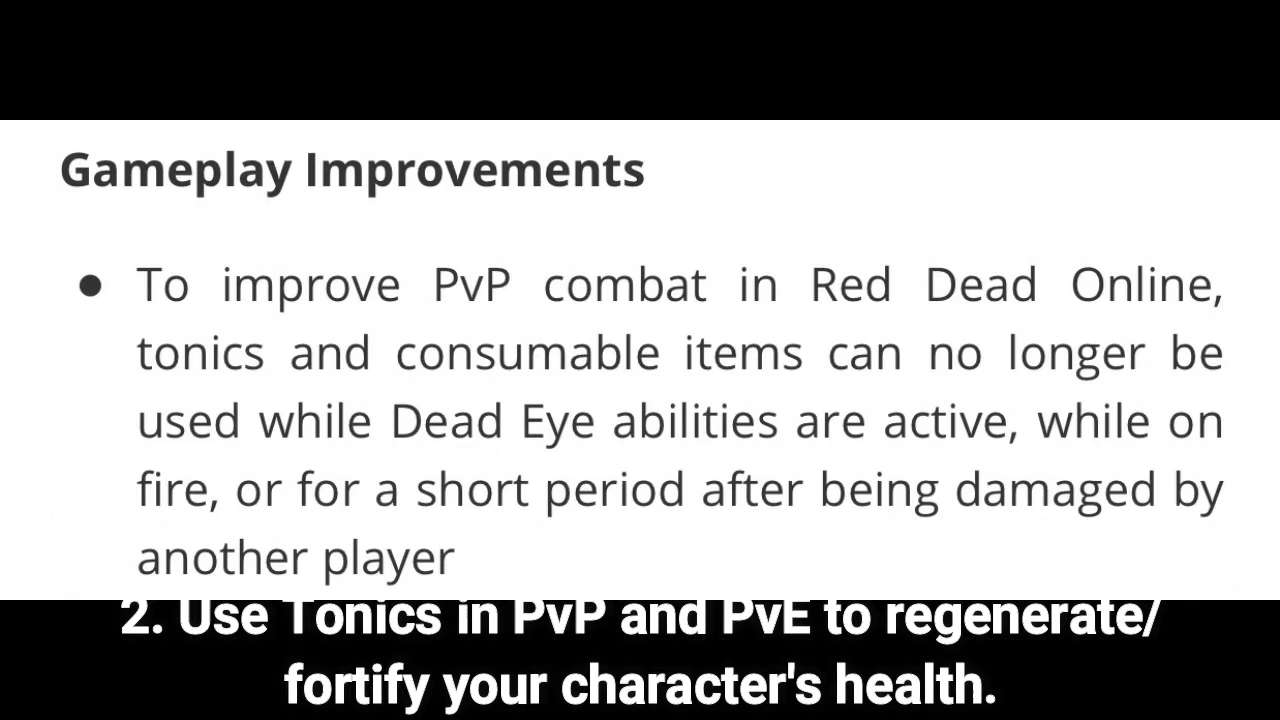 Gameplay Improvements
● To improve PvP combat in Red Dead Online,
tonics and consumable items can no longer be
used while Dead Eye abilities are active, while on
fire, or for a short period after being damaged by
another player
2. Use Tonics in PvP and PvE to regenerate/
fortify your character's health.